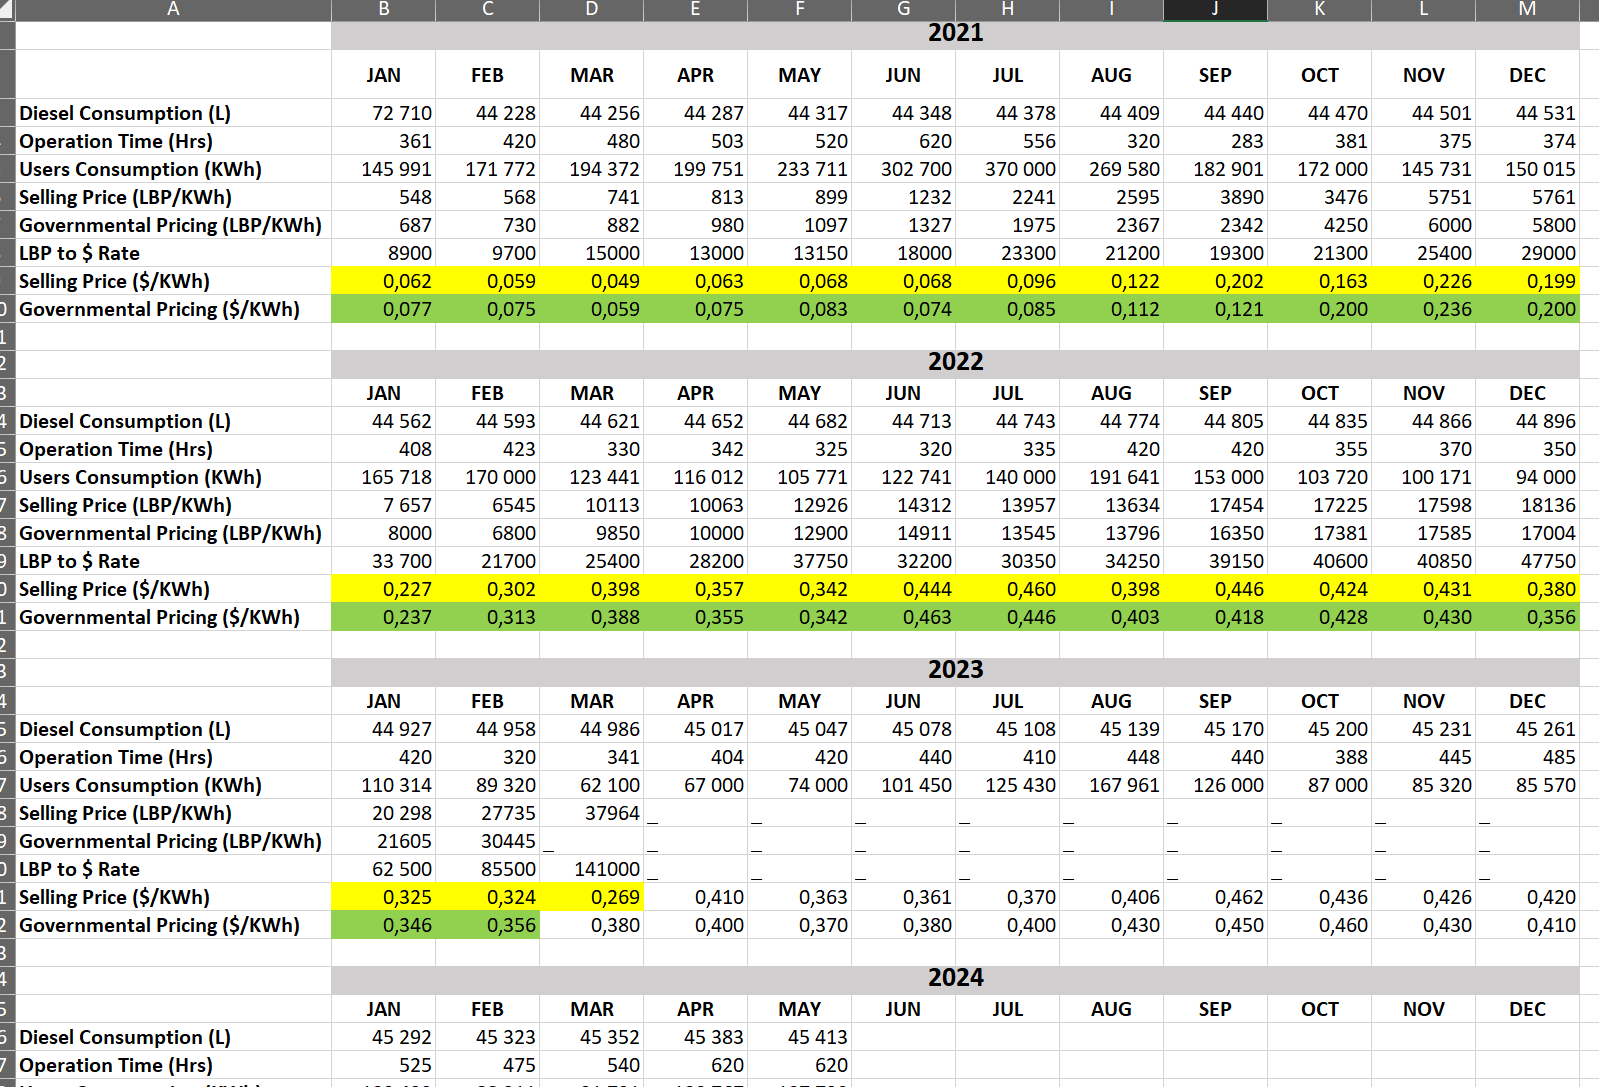 A B C D E F G H I J K L M
2021
JAN FEB MAR APR MAY JUN JUL AUG SEP OCT NOV DEC
Diesel Consumption (L) 72 710 44 228 44 256 44 287 44 317 44 348 44 378 44 409 44 440 44 470 44 501 44 531
Operation Time (Hrs) 361 420 480 503 520 620 556 320 283 381 375 374
Users Consumption (KWh) 145 991 171 772 194 372 199 751 233 711 302 700 370 000 269 580 182 901 172 000 145 731 150 015
Selling Price (LBP/KWh) 548 568 741 813 899 1232 2241 2595 3890 3476 5751 5761
Governmental Pricing (LBP/KWh) 687 730 882 980 1097 1327 1975 2367 2342 4250 6000 5800
LBP to $ Rate 8900 9700 15000 13000 13150 18000 23300 21200 19300 21300 25400 29000
Selling Price ($/KWh) 0,062 0,059 0,049 0,063 0,068 0,068 0,096 0,122 0,202 0,163 0,226 0,199
0 Governmental Pricing ($/KWh) 0,077 0,075 0,059 0,075 0,083 0,074 0,085 0,112 0,121 0,200 0,236 0,200
1
2 2022
3 JAN FEB MAR APR MAY JUN JUL AUG SEP OCT NOV DEC
4 Diesel Consumption (L) 44 562 44 593 44 621 44 652 44 682 44 713 44 743 44 774 44 805 44 835 44 866 44 896
5 Operation Time (Hrs) 408 423 330 342 325 320 335 420 420 355 370 350
6 Users Consumption (KWh) 165 718 170 000 123 441 116 012 105 771 122 741 140 000 191 641 153 000 103 720 100 171 94 000
7 Selling Price (LBP/KWh) 7 657 6545 10113 10063 12926 14312 13957 13634 17454 17225 17598 18136
8 Governmental Pricing (LBP/KWh) 8000 6800 9850 10000 12900 14911 13545 13796 16350 17381 17585 17004
9 LBP to $ Rate 33 700 21700 25400 28200 37750 32200 30350 34250 39150 40600 40850 47750
0 Selling Price ($/KWh) 0,227 0,302 0,398 0,357 0,342 0,444 0,460 0,398 0,446 0,424 0,431 0,380
1 Governmental Pricing ($/KWh) 0,237 0,313 0,388 0,355 0,342 0,463 0,446 0,403 0,418 0,428 0,430 0,356
2
3 2023
4 JAN FEB MAR APR MAY JUN JUL AUG SEP OCT NOV DEC
5 Diesel Consumption (L) 44 927 44 958 44 986 45 017 45 047 45 078 45 108 45 139 45 170 45 200 45 231 45 261
6 Operation Time (Hrs) 420 320 341 404 420 440 410 448 440 388 445 485
7 Users Consumption (KWh) 110 314 89 320 62 100 67 000 74 000 101 450 125 430 167 961 126 000 87 000 85 320 85 570
8 Selling Price (LBP/KWh) 20 298 27735 37964 _ _ _ _ _ _ _ _ _
9 Governmental Pricing (LBP/KWh) 21605 30445 _ _ _ _ _ _ _ _ _ _
0 LBP to $ Rate 62 500 85500 141000 _ _ _ _ _ _ _ _ _
1 Selling Price ($/KWh) 0,325 0,324 0,269 0,410 0,363 0,361 0,370 0,406 0,462 0,436 0,426 0,420
2 Governmental Pricing ($/KWh) 0,346 0,356 0,380 0,400 0,370 0,380 0,400 0,430 0,450 0,460 0,430 0,410
3
4 2024
5 JAN FEB MAR APR MAY JUN JUL AUG SEP OCT NOV DEC
6 Diesel Consumption (L) 45 292 45 323 45 352 45 383 45 413
7 Operation Time (Hrs) 525 475 540 620 620